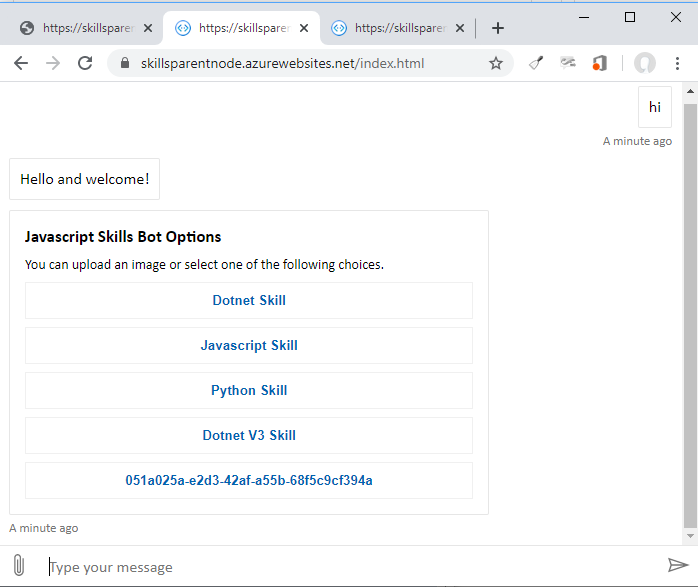 https://skillsparen
https://skillsparen
https://skillsparen
skillsparentnode.azurewebsites.net/index.html
hi
A minute ago
Hello and welcome!
Javascript Skills Bot Options
You can upload an image or select one of the following choices.
Dotnet Skill
Javascript Skill
Python Skill
Dotnet V3 Skill
051a025a-e2d3-42af-a55b-68f5c9cf394a
A minute ago
Type your message